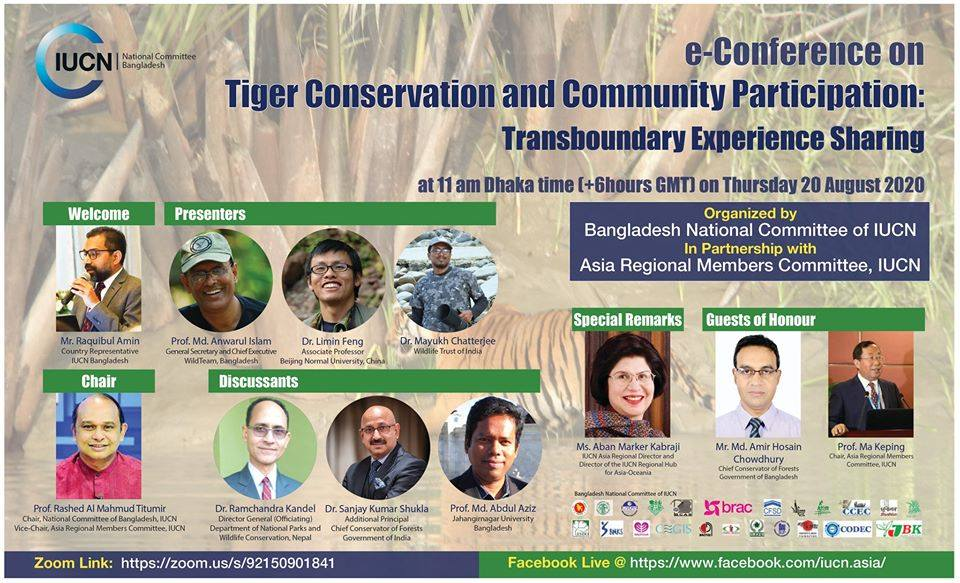 IUCN
National Committee
Bangladesh
e-Conference on
Tiger Conservation and Community Participation:
Transboundary Experience Sharing
at 11 am Dhaka time (+6hours GMT) on Thursday 20 August 2020
Welcome
Presenters
Mr. Raquibul Amin
Country Representative
IUCN Bangladesh
Prof. Md. Anwarul Islam
General Secretary and Chief Executive
WildTeam, Bangladesh
Dr. Limin Feng
Associate Professor
Beijing Normal University, China
Dr. Mayukh Chatterjee
Wildlife Trust of India
Organized by
Bangladesh National Committee of IUCN
In Partnership with
Asia Regional Members Committee, IUCN
Chair
Discussants
Prof. Rashed Al Mahmud Titumir
Chair, National Committee of Bangladesh, IUCN
Vice-Chair, Asia Regional Members Committee, IUCN
Dr. Ramchandra Kandel
Director General (Officiating)
Department of National Parks and
Wildlife Conservation, Nepal
Dr. Sanjay Kumar Shukla
Additional Principal
Chief Conservator of Forests
Government of India
Prof. Md. Abdul Aziz
Jahangirnagar University
Bangladesh
Special Remarks
Guests of Honour
Ms. Aban Marker Kabraji
IUCN Asia Regional Director and
Director of the IUCN Regional Hub
for Asia-Oceania
Mr. Md. Amir Hosain
Chowdhury
Chief Conservator of Forests
Government of Bangladesh
Prof. Ma Keping
Chair, Asia Regional Members
Committee, IUCN
Bangladesh National Committee of IUCN
brac
CFSD
CCEC
BNKS
CEGIS
CODEC
JBK
Zoom Link: https://zoom.us/s/92150901841
Facebook Live @ https://www.facebook.com/iucn.asia/